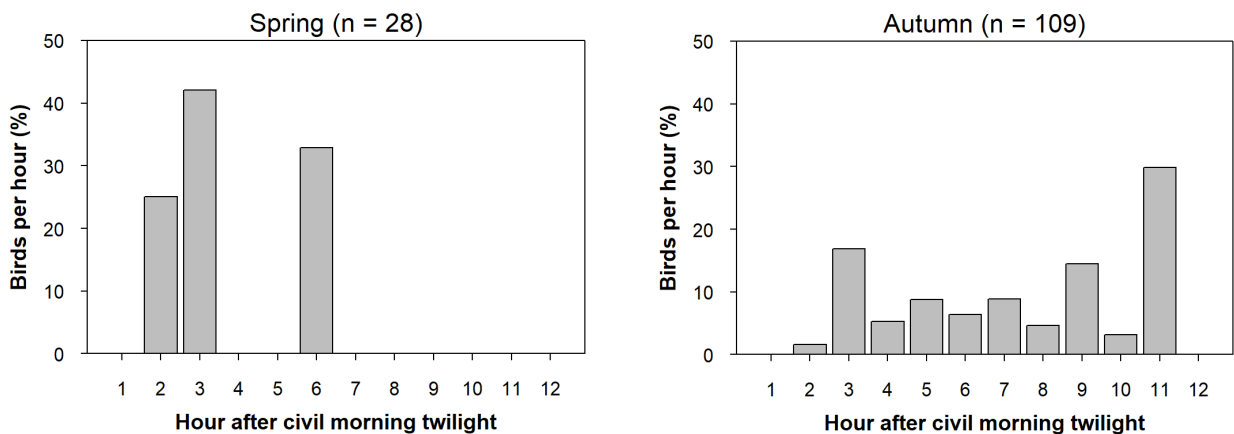 Spring (n = 28)
Birds per hour (%)
50
40
30
20
10
0
1 2 3 4 5 6 7 8 9 10 11 12
Hour after civil morning twilight
Autumn (n = 109)
Birds per hour (%)
50
40
30
20
10
0
1 2 3 4 5 6 7 8 9 10 11 12
Hour after civil morning twilight